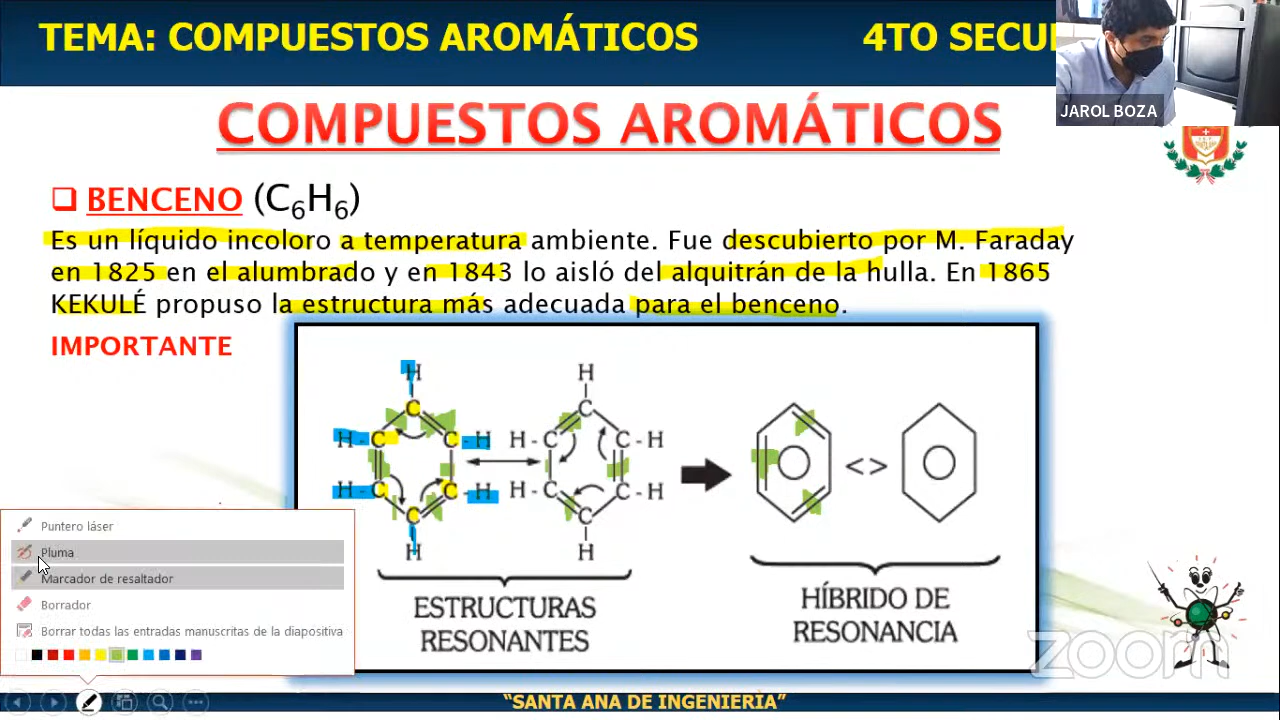 TEMA: COMPUESTOS AROMÁTICOS
4TO SECU
JAROL BOZA
COMPUESTOS AROMÁTICOS
BENCENO (C6H6)
Es un líquido incoloro a temperatura ambiente. Fue descubierto por M. Faraday
en 1825 en el alumbrado y en 1843 lo aisló del alquitrán de la hulla. En 1865
KEKULÉ propuso la estructura más adecuada para el benceno.
IMPORTANTE
H H
C C
H - C C - H H - C C - H
H - C C - H H - C C - H
C C
H H
< >
ESTRUCTURAS
RESONANTES
HÍBRIDO DE
RESONANCIA
Puntero láser
Pluma
Marcador de resaltador
Borrador
Borrar todas las entradas manuscritas de la diapositiva
zoom
"SANTA ANA DE INGENIERÍA"